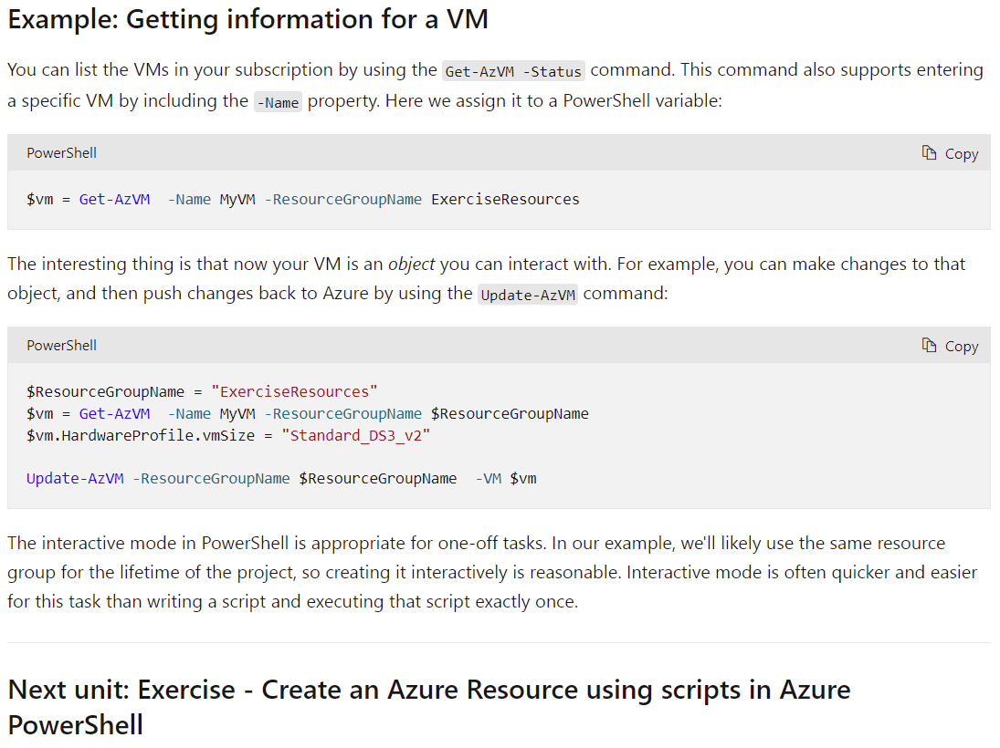 Example: Getting information for a VM
You can list the VMs in your subscription by using the Get-AzVM -Status command. This command also supports entering
a specific VM by including the -Name property. Here we assign it to a PowerShell variable:
PowerShell
Copy
$vm = Get-AzVM  -Name MyVM -ResourceGroupName ExerciseResources
The interesting thing is that now your VM is an object you can interact with. For example, you can make changes to that
object, and then push changes back to Azure by using the Update-AzVM command:
PowerShell
Copy
$ResourceGroupName = "ExerciseResources"
$vm = Get-AzVM  -Name MyVM -ResourceGroupName $ResourceGroupName
$vm.HardwareProfile.vmSize = "Standard_DS3_v2"
Update-AzVM -ResourceGroupName $ResourceGroupName  -VM $vm
The interactive mode in PowerShell is appropriate for one-off tasks. In our example, we'll likely use the same resource
group for the lifetime of the project, so creating it interactively is reasonable. Interactive mode is often quicker and easier
for this task than writing a script and executing that script exactly once.
Next unit: Exercise - Create an Azure Resource using scripts in Azure
PowerShell